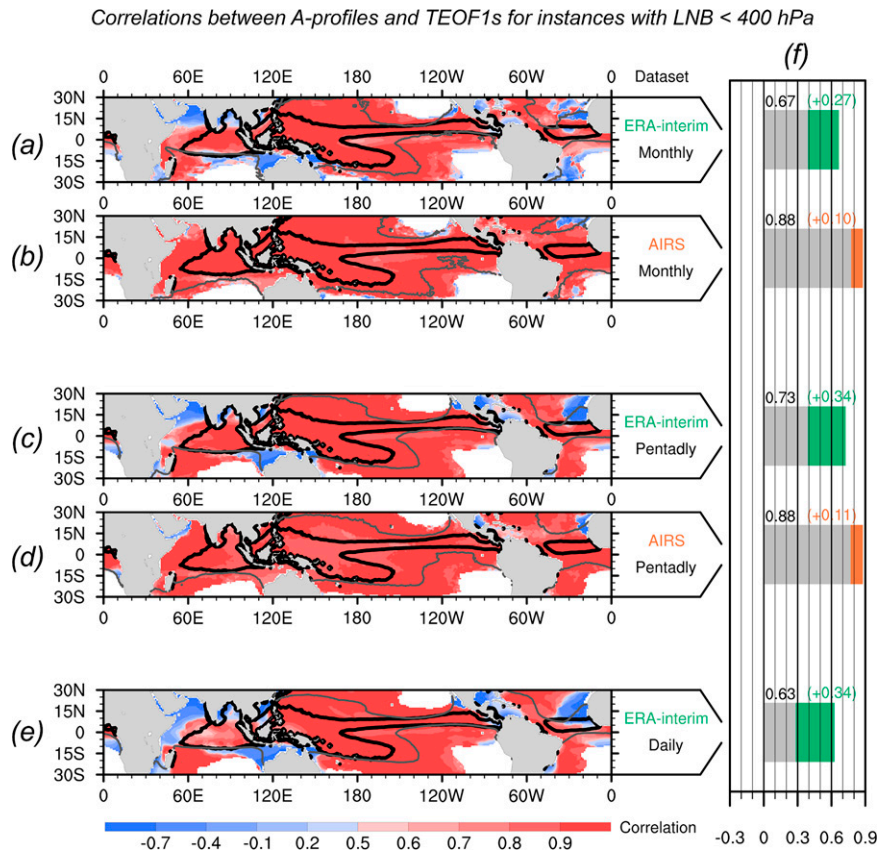 Correlations between A-profiles and TEOF1s for instances with LNB < 400 hPa
(f)
0 60E 120E 180 120W 60W 0 Dataset
(a)
30N
15N
0
15S
30S
ERA-interim
Monthly
0.67 (+0.27)
0 60E 120E 180 120W 60W 0
(b)
30N
15N
0
15S
30S
AIRS
Monthly
0.88 (+0.10)
0 60E 120E 180 120W 60W 0
(c)
30N
15N
0
15S
30S
ERA-interim
Pentadly
0.73 (+0.34)
0 60E 120E 180 120W 60W 0
(d)
30N
15N
0
15S
30S
AIRS
Pentadly
0.88 (+0.11)
0 60E 120E 180 120W 60W 0
(e)
30N
15N
0
15S
30S
ERA-interim
Daily
0.63 (+0.34)
0 60E 120E 180 120W 60W 0
Correlation
-0.7 -0.4 -0.1 0.2 0.5 0.6 0.7 0.8 0.9
-0.3 0 0.3 0.6 0.9